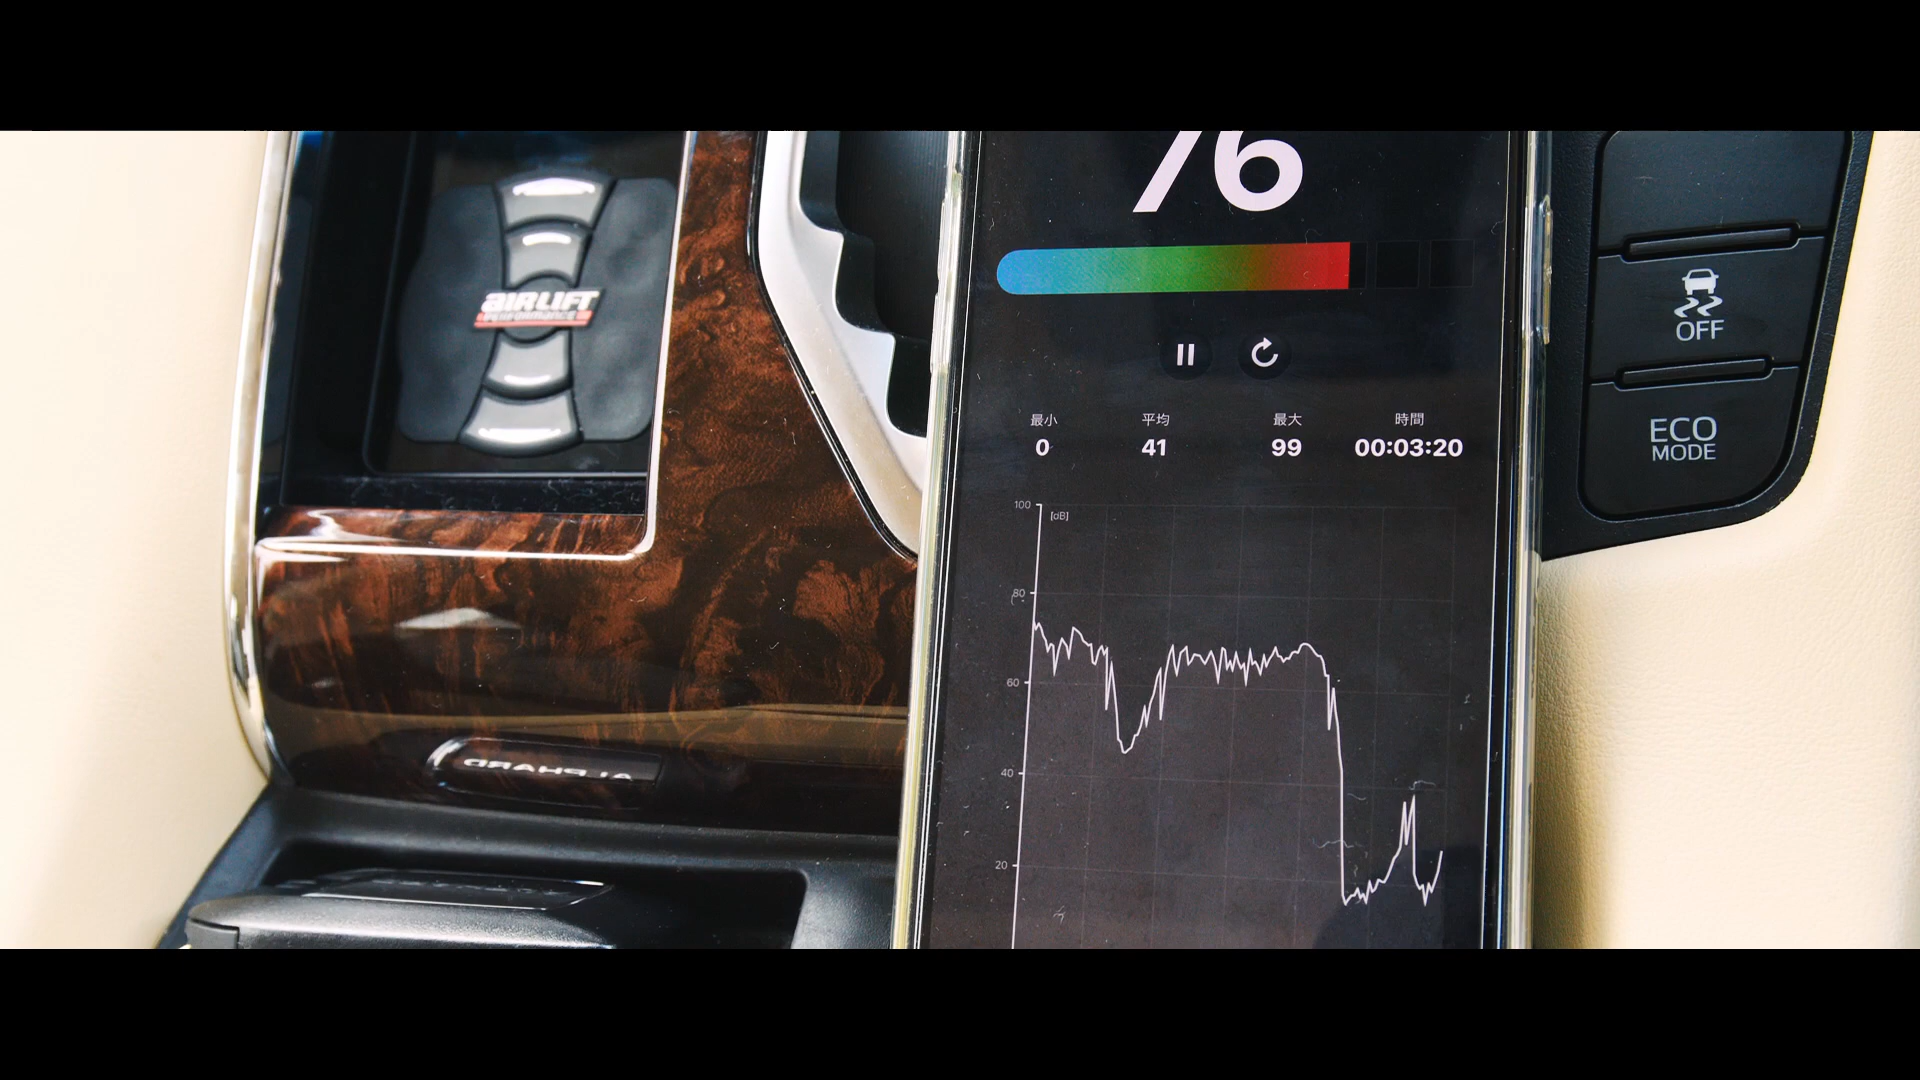 76
AIRLIFT
PERFORMANCE
OFF
ECO
MODE
最小 平均 最大 時間
0 41 99 00:03:20
100
[dB]
80
60
40
20
ALPHARD